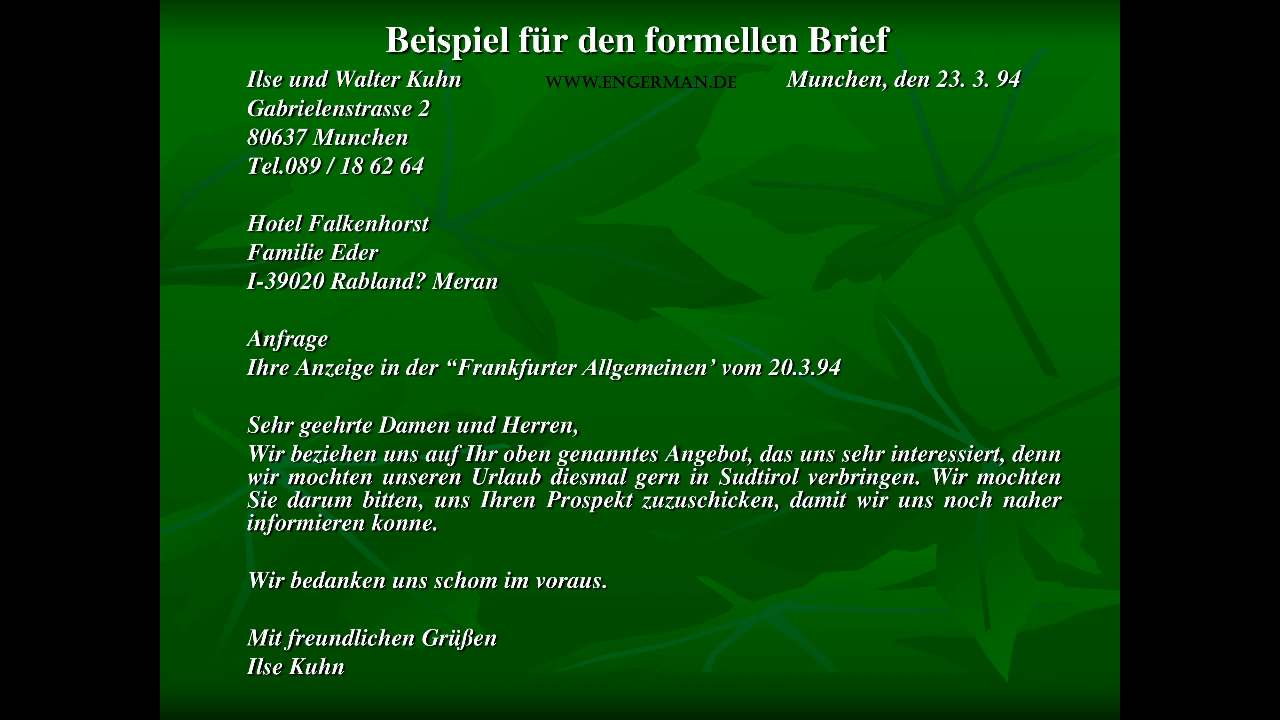 Beispiel für den formellen Brief
Ilse und Walter Kuhn WWW.ENGERMAN.DE Munchen, den 23. 3. 94
Gabrielenstrasse 2
80637 Munchen
Tel.089 / 18 62 64
Hotel Falkenhorst
Familie Eder
I-39020 Rabland? Meran
Anfrage
Ihre Anzeige in der “Frankfurter Allgemeinen’ vom 20.3.94
Sehr geehrte Damen und Herren,
Wir beziehen uns auf Ihr oben genanntes Angebot, das uns sehr interessiert, denn
wir mochten unseren Urlaub diesmal gern in Sudtirol verbringen. Wir mochten
Sie darum bitten, uns Ihren Prospekt zuzuschicken, damit wir uns noch naher
informieren konne.
Wir bedanken uns schom im voraus.
Mit freundlichen Grüßen
Ilse Kuhn